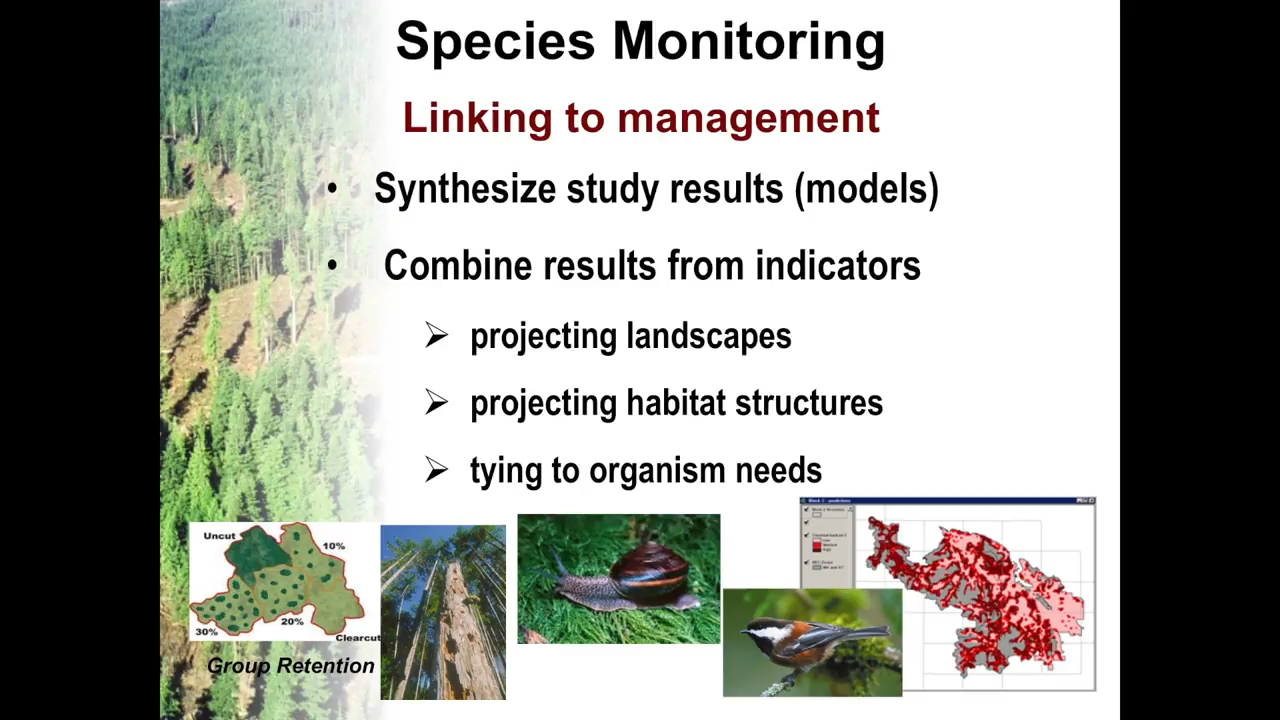 Species Monitoring
Linking to management
• Synthesize study results (models)
• Combine results from indicators
➢ projecting landscapes
➢ projecting habitat structures
➢ tying to organism needs
Uncut
10%
30%
20%
Clearcut
Group Retention